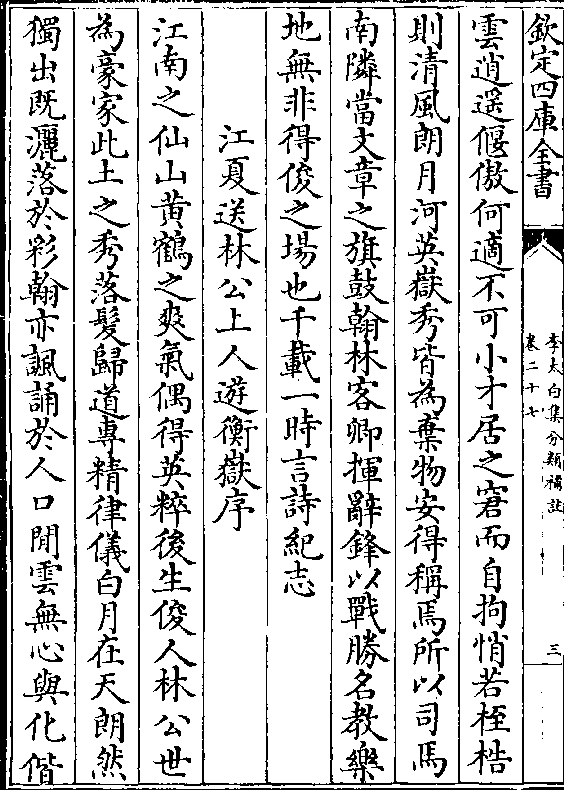 欽定四庫全書
李太白集分類補註
卷二十七
三
雲逍遥偃傲何適不可小才居之窘而自拘悄若桎梏
則清風朗月河英嶽秀皆為棄物安得稱焉所以司馬
南隣當文章之旗鼓翰林客卿揮辭鋒以戰勝名教樂
地無非得俊之場也千載一時言詩紀志
江夏送林公上人遊衡嶽序
江南之仙山黄鶴之爽氣偶得英粹後生俊人林公世
為豪家此土之秀落髮歸道專精律儀白月在天朗然
獨出既灑落於彩翰亦諷誦於人口閒雲無心與化偕